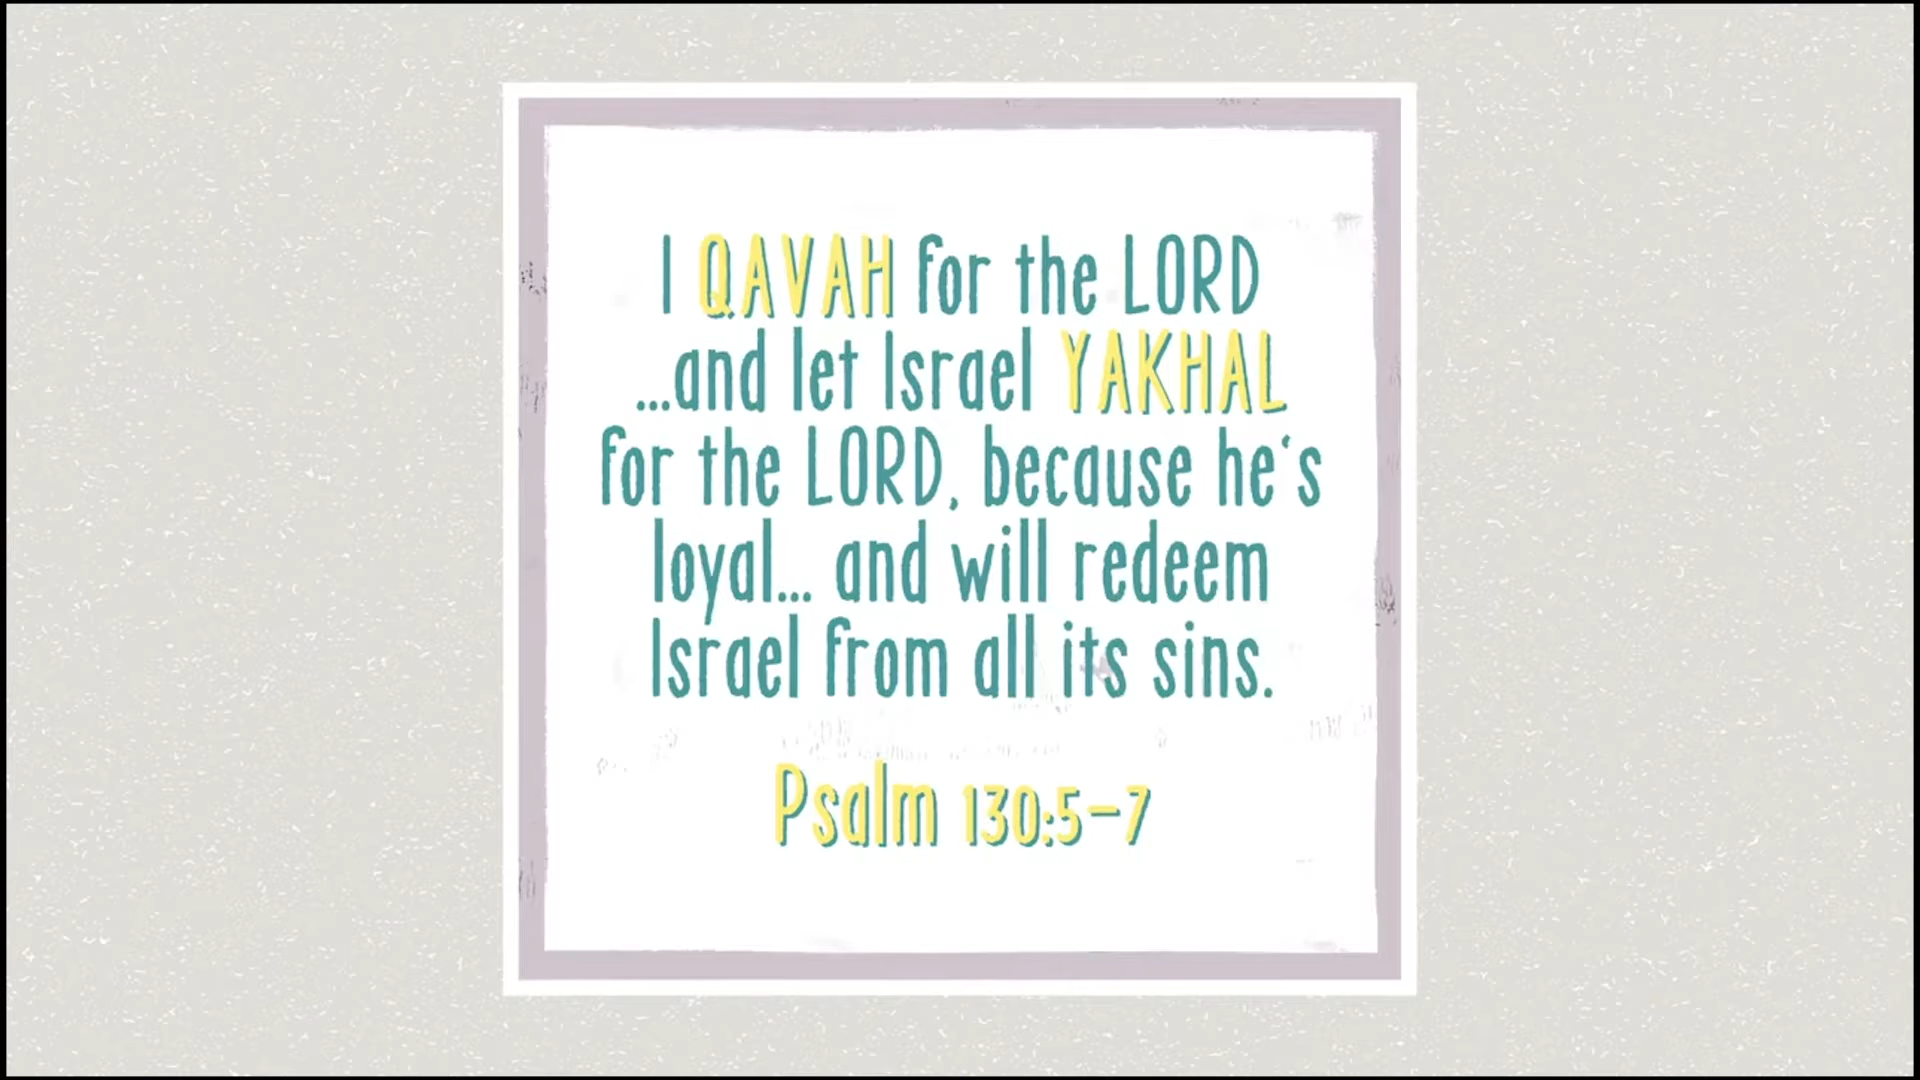 I QAVAH for the LORD
...and let Israel YAKHAL
for the LORD, because he's
loyal... and will redeem
Israel from all its sins.
Psalm 130:5-7